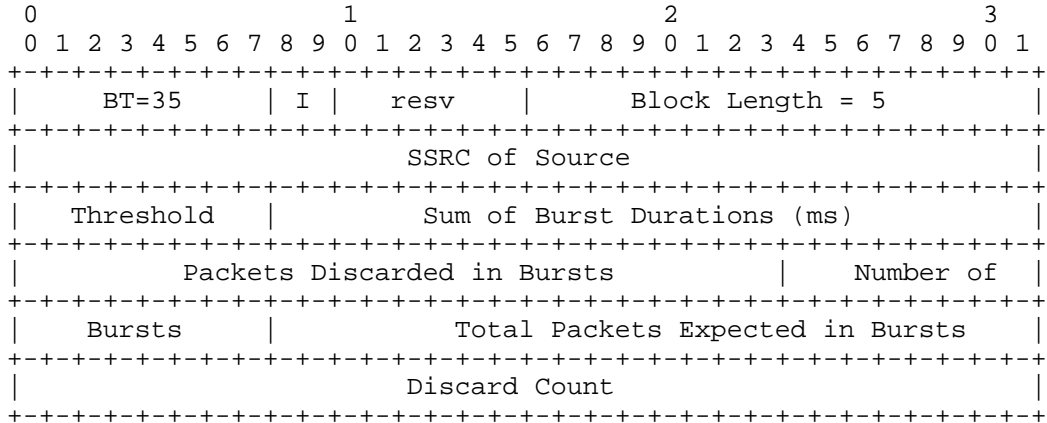 0                   1                   2                   3
 0 1 2 3 4 5 6 7 8 9 0 1 2 3 4 5 6 7 8 9 0 1 2 3 4 5 6 7 8 9 0 1
+-+-+-+-+-+-+-+-+-+-+-+-+-+-+-+-+-+-+-+-+-+-+-+-+-+-+-+-+-+-+-+-+
|     BT=35     | I |   resv    |      Block Length = 5         |
+-+-+-+-+-+-+-+-+-+-+-+-+-+-+-+-+-+-+-+-+-+-+-+-+-+-+-+-+-+-+-+-+
|                        SSRC of Source                         |
+-+-+-+-+-+-+-+-+-+-+-+-+-+-+-+-+-+-+-+-+-+-+-+-+-+-+-+-+-+-+-+-+
|   Threshold   |         Sum of Burst Durations (ms)           |
+-+-+-+-+-+-+-+-+-+-+-+-+-+-+-+-+-+-+-+-+-+-+-+-+-+-+-+-+-+-+-+-+
|          Packets Discarded in Bursts          |    Number of  |
+-+-+-+-+-+-+-+-+-+-+-+-+-+-+-+-+-+-+-+-+-+-+-+-+-+-+-+-+-+-+-+-+
|    Bursts     |           Total Packets Expected in Bursts    |
+-+-+-+-+-+-+-+-+-+-+-+-+-+-+-+-+-+-+-+-+-+-+-+-+-+-+-+-+-+-+-+-+
|                        Discard Count                          |
+-+-+-+-+-+-+-+-+-+-+-+-+-+-+-+-+-+-+-+-+-+-+-+-+-+-+-+-+-+-+-+-+